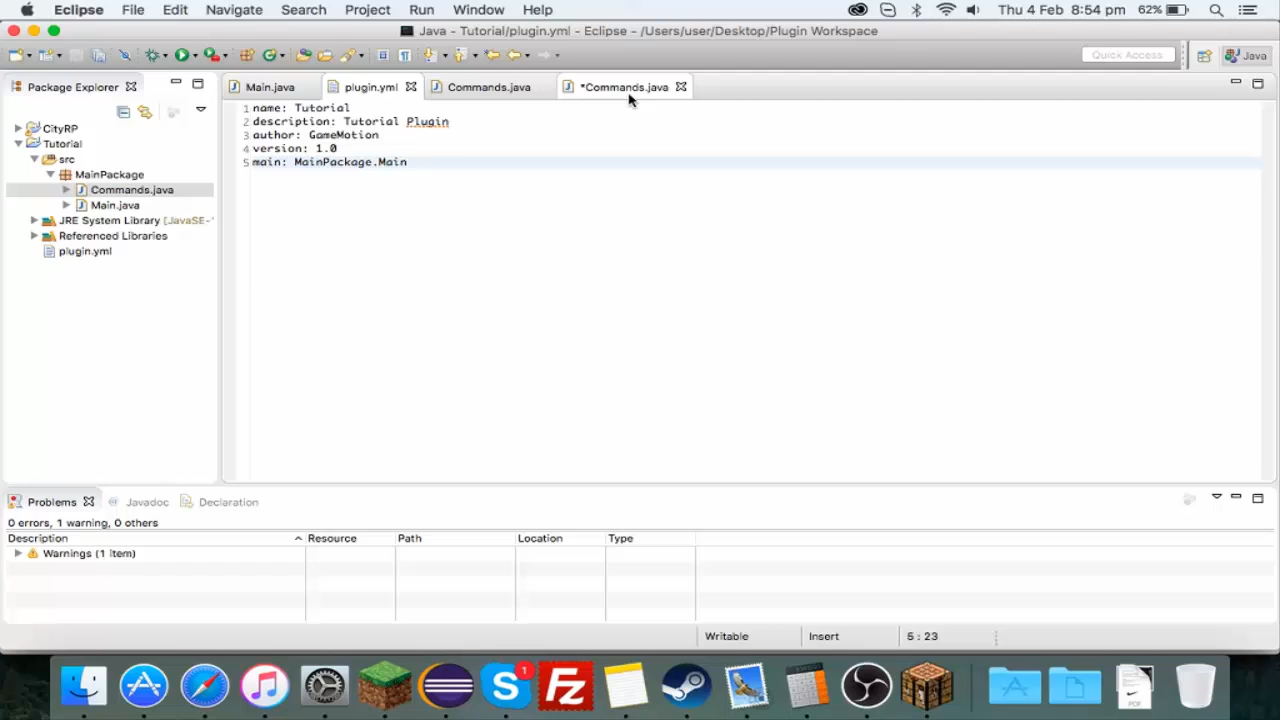 Eclipse File Edit Navigate Search Project Run Window Help Thu 4 Feb 8:54 pm 62%
Java - Tutorial/plugin.yml - Eclipse - /Users/user/Desktop/Plugin Workspace
Quick Access Java
Package Explorer
Main.java plugin.yml Commands.java *Commands.java
CityRP
Tutorial
src
MainPackage
Commands.java
Main.java
JRE System Library [JavaSE-
Referenced Libraries
plugin.yml
1 name: Tutorial
2 description: Tutorial Plugin
3 author: GameMotion
4 version: 1.0
5 main: MainPackage.Main
Problems Javadoc Declaration
0 errors, 1 warning, 0 others
Description Resource Path Location Type
Warnings (1 item)
Writable Insert 5 : 23
S 1 FZ
PDF